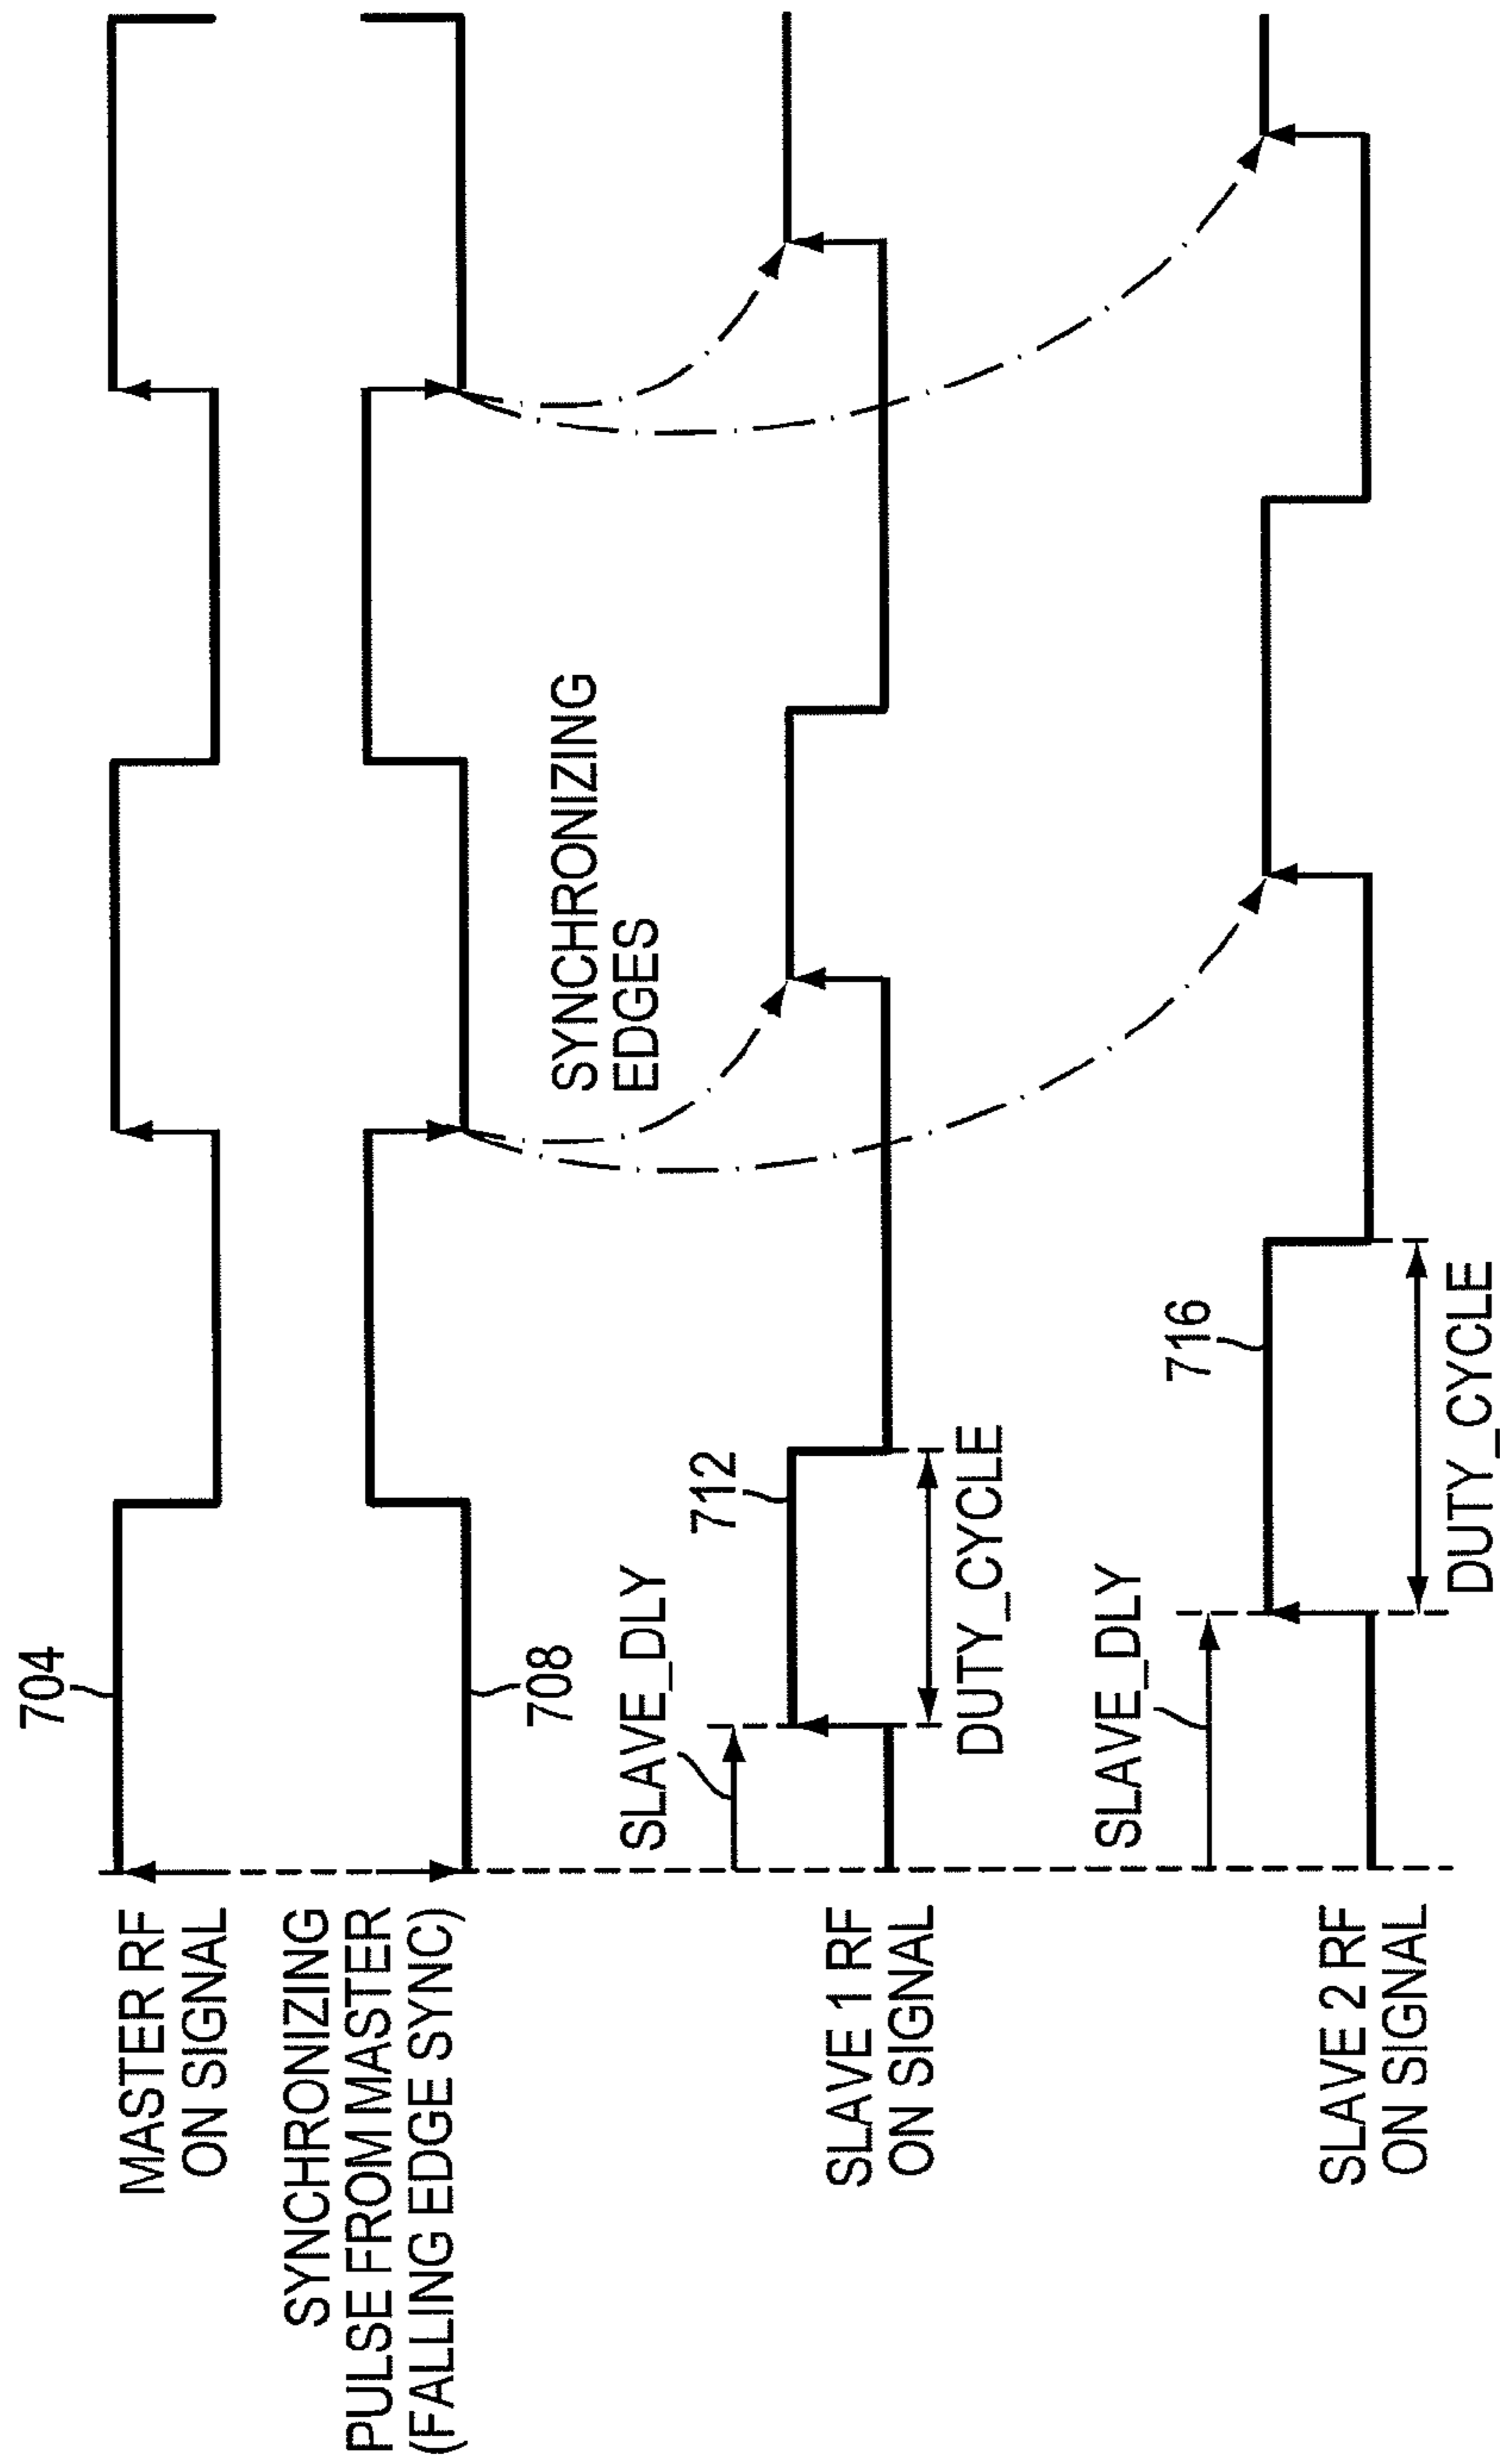 704
MASTER RF
ON SIGNAL
SYNCHRONIZING
PULSE FROM MASTER
(FALLING EDGE SYNC)
708
SYNCHRONIZING
EDGES
SLAVE_DLY
712
SLAVE 1 RF
ON SIGNAL
DUTY_CYCLE
SLAVE_DLY
716
SLAVE 2 RF
ON SIGNAL
DUTY_CYCLE